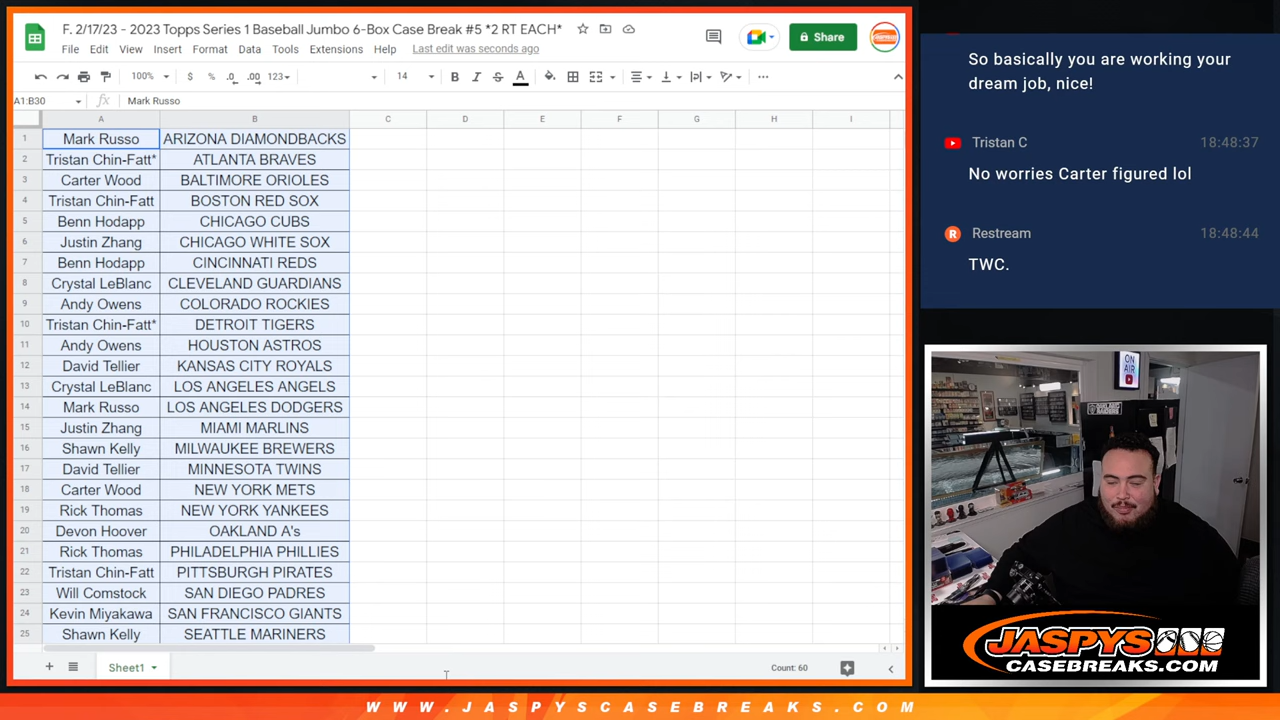 F. 2/17/23 - 2023 Topps Series 1 Baseball Jumbo 6-Box Case Break #5 *2 RT EACH*
File Edit View Insert Format Data Tools Extensions Help Last edit was seconds ago
Share
100% $ % .0 .00 123 14 B I S A
A1:B30 fx Mark Russo
A B C D E F G H I
1 Mark Russo ARIZONA DIAMONDBACKS
2 Tristan Chin-Fatt* ATLANTA BRAVES
3 Carter Wood BALTIMORE ORIOLES
4 Tristan Chin-Fatt BOSTON RED SOX
5 Benn Hodapp CHICAGO CUBS
6 Justin Zhang CHICAGO WHITE SOX
7 Benn Hodapp CINCINNATI REDS
8 Crystal LeBlanc CLEVELAND GUARDIANS
9 Andy Owens COLORADO ROCKIES
10 Tristan Chin-Fatt* DETROIT TIGERS
11 Andy Owens HOUSTON ASTROS
12 David Tellier KANSAS CITY ROYALS
13 Crystal LeBlanc LOS ANGELES ANGELS
14 Mark Russo LOS ANGELES DODGERS
15 Justin Zhang MIAMI MARLINS
16 Shawn Kelly MILWAUKEE BREWERS
17 David Tellier MINNESOTA TWINS
18 Carter Wood NEW YORK METS
19 Rick Thomas NEW YORK YANKEES
20 Devon Hoover OAKLAND A's
21 Rick Thomas PHILADELPHIA PHILLIES
22 Tristan Chin-Fatt PITTSBURGH PIRATES
23 Will Comstock SAN DIEGO PADRES
24 Kevin Miyakawa SAN FRANCISCO GIANTS
25 Shawn Kelly SEATTLE MARINERS
Sheet1
Count: 60
So basically you are working your
dream job, nice!
Tristan C 18:48:37
No worries Carter figured lol
R Restream 18:48:44
TWC.
ON
AIR
JASPYS
CASEBREAKS.COM
WWW.JASPYSCASEBREAKS.COM